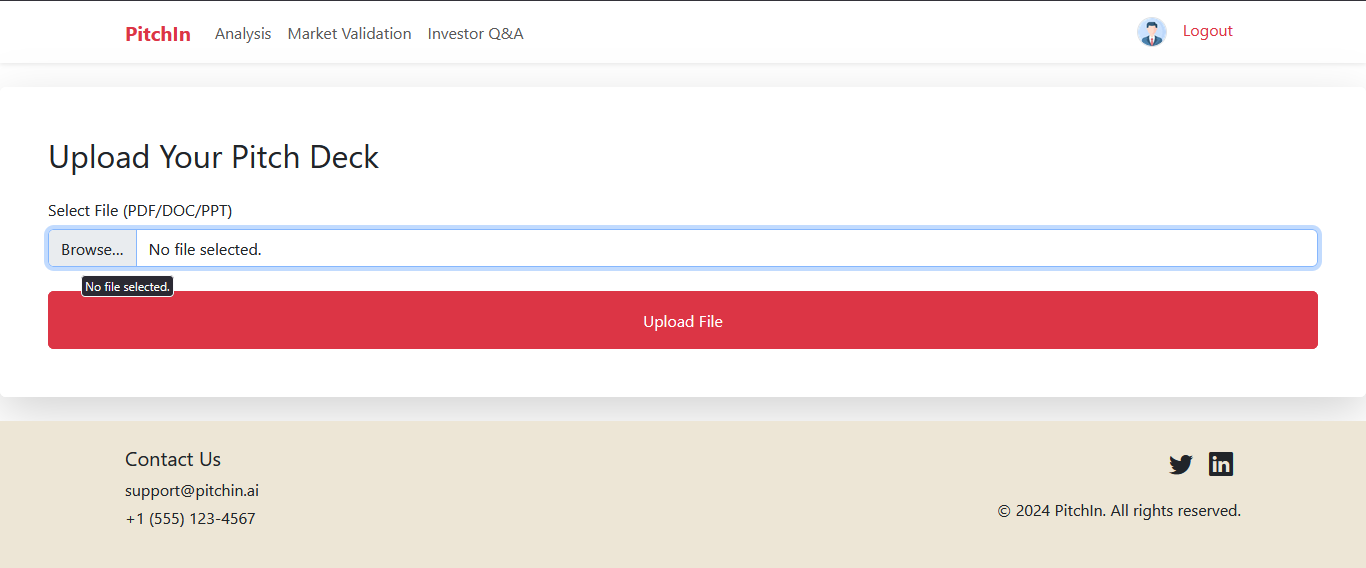 PitchIn Analysis Market Validation Investor Q&A Logout
Upload Your Pitch Deck
Select File (PDF/DOC/PPT)
Browse... No file selected.
No file selected.
Upload File
Contact Us
support@pitchin.ai
+1 (555) 123-4567
© 2024 PitchIn. All rights reserved.